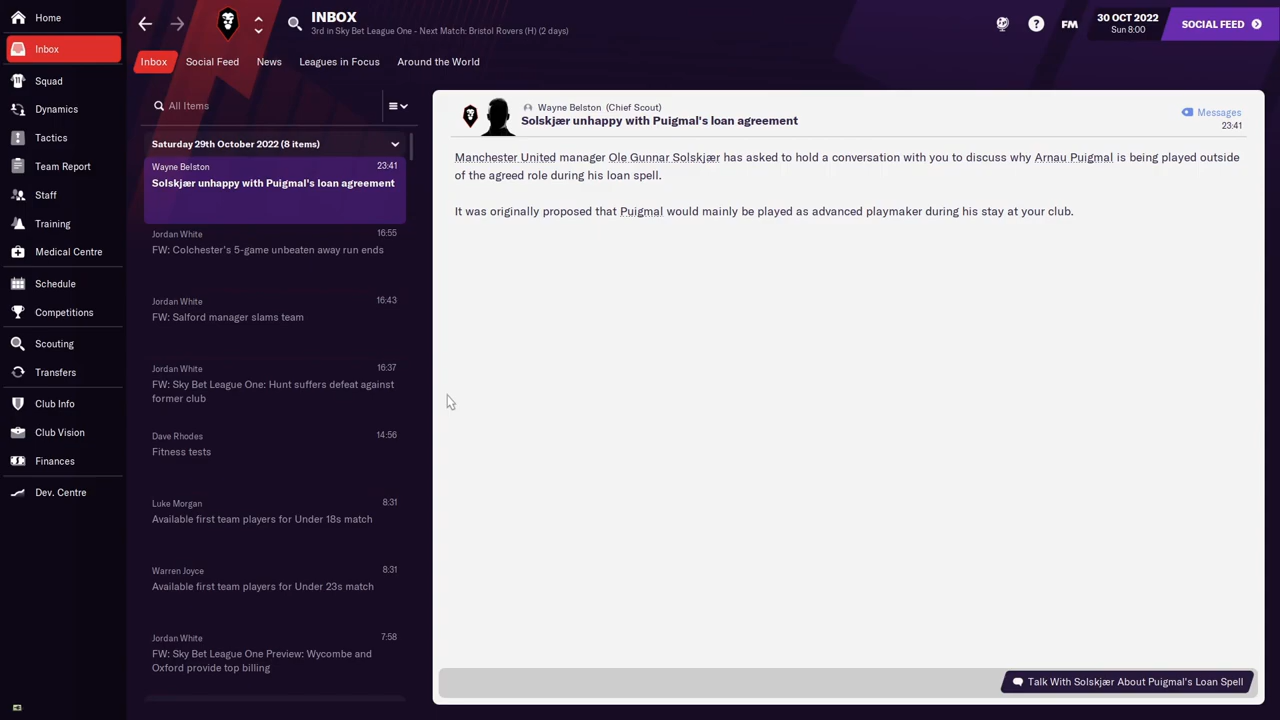 Home
Inbox
Squad
Dynamics
Tactics
Team Report
Staff
Training
Medical Centre
Schedule
Competitions
Scouting
Transfers
Club Info
Club Vision
Finances
Dev. Centre
INBOX
3rd in Sky Bet League One - Next Match: Bristol Rovers (H) (2 days)
?
FM
30 OCT 2022
Sun 8:00
SOCIAL FEED
Inbox
Social Feed
News
Leagues in Focus
Around the World
All Items
Saturday 29th October 2022 (8 items)
Wayne Belston 23:41
Solskjær unhappy with Puigmal's loan agreement
Jordan White 16:55
FW: Colchester's 5-game unbeaten away run ends
Jordan White 16:43
FW: Salford manager slams team
Jordan White 16:37
FW: Sky Bet League One: Hunt suffers defeat against
former club
Dave Rhodes 14:56
Fitness tests
Luke Morgan 8:31
Available first team players for Under 18s match
Warren Joyce 8:31
Available first team players for Under 23s match
Jordan White 7:58
FW: Sky Bet League One Preview: Wycombe and
Oxford provide top billing
Wayne Belston (Chief Scout)
Solskjær unhappy with Puigmal's loan agreement
Messages
23:41
Manchester United manager Ole Gunnar Solskjær has asked to hold a conversation with you to discuss why Arnau Puigmal is being played outside
of the agreed role during his loan spell.
It was originally proposed that Puigmal would mainly be played as advanced playmaker during his stay at your club.
Talk With Solskjær About Puigmal's Loan Spell